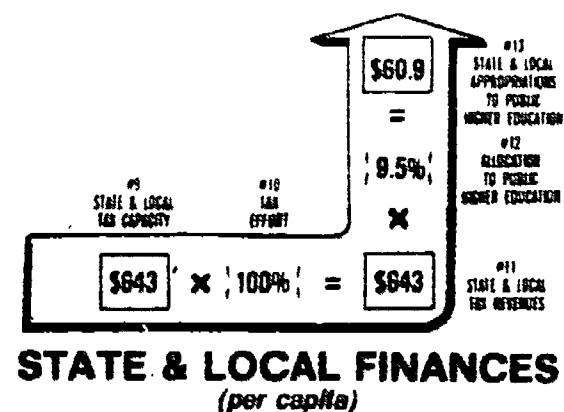 $60.9
#13
STATE & LOCAL
APPROPRIATIONS
TO PUBLIC
HIGHER EDUCATION
=
9.5%
#12
ALLOCATION
TO PUBLIC
HIGHER EDUCATION
×
#9
STATE & LOCAL
TAX CAPACITY
#10
TAX
EFFORT
$643 × 100% = $643
#11
STATE & LOCAL
TAX REVENUES
STATE & LOCAL FINANCES
(per capita)